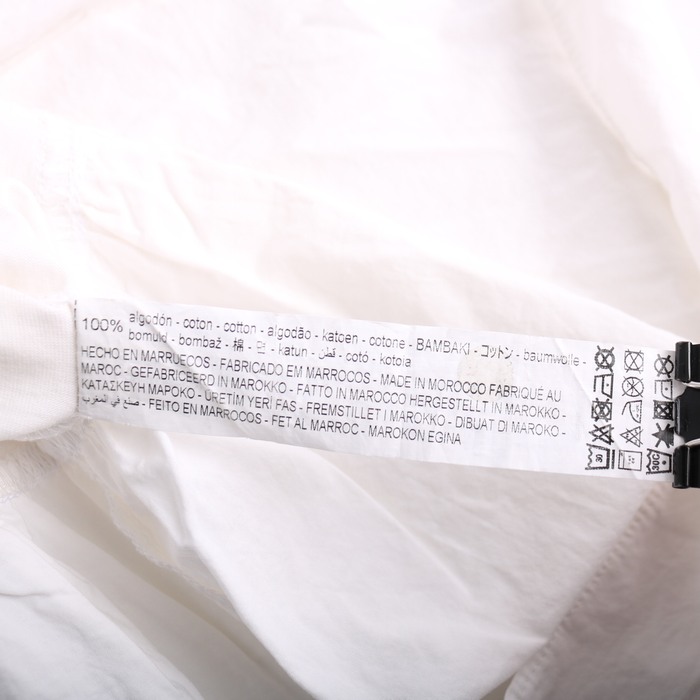 100% algodón - coton - cotton - algodão - katoen - cotone - BAMBAKI - コットン - baumwolle -
bomuld - bombaž - 棉 - 면 - katun - قطن - cotó - kotoia
HECHO EN MARRUECOS - FABRICADO EM MARROCOS - MADE IN MOROCCO FABRIQUÉ AU
MAROC - GEFABRICEERD IN MAROKKO - FATTO IN MAROCCO HERGESTELLT IN MAROKKO -
ΚΑΤΑΣΚΕΥΗ ΜΑΡΟΚΟ - ÜRETİM YERİ FAS - FREMSTILLET I MAROKKO - DIBUAT DI MAROKO -
صنع في المغرب - FEITO EN MARROCOS - FET AL MARROC - MAROKON EGINA
30
30C